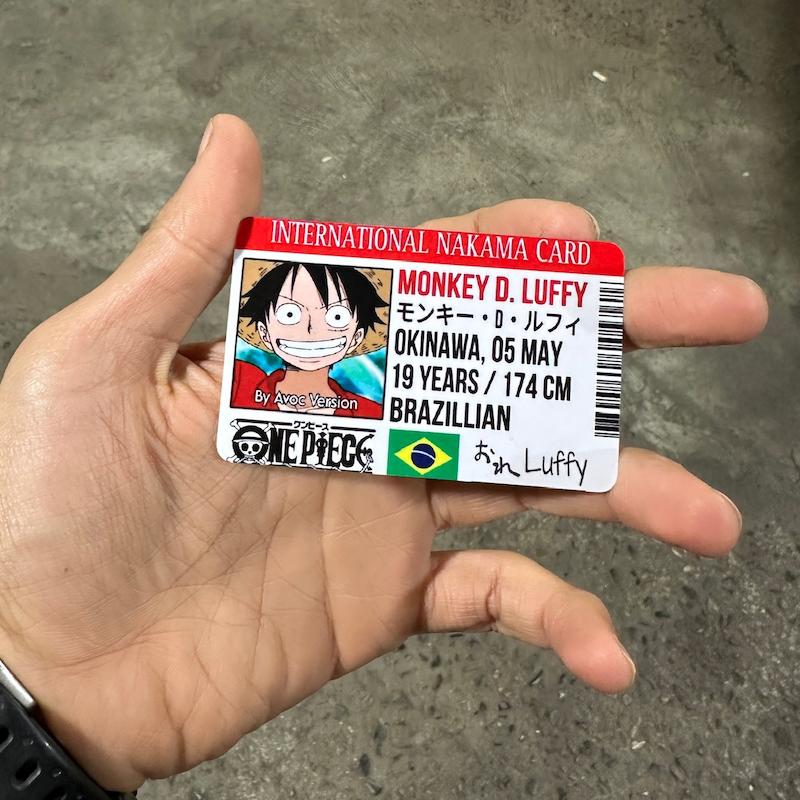 INTERNATIONAL NAKAMA CARD
MONKEY D. LUFFY
モンキー・D・ルフィ
OKINAWA, 05 MAY
19 YEARS / 174 CM
BRAZILLIAN
By Avoc Version
ワンピース
ONE PIECE
おれ Luffy